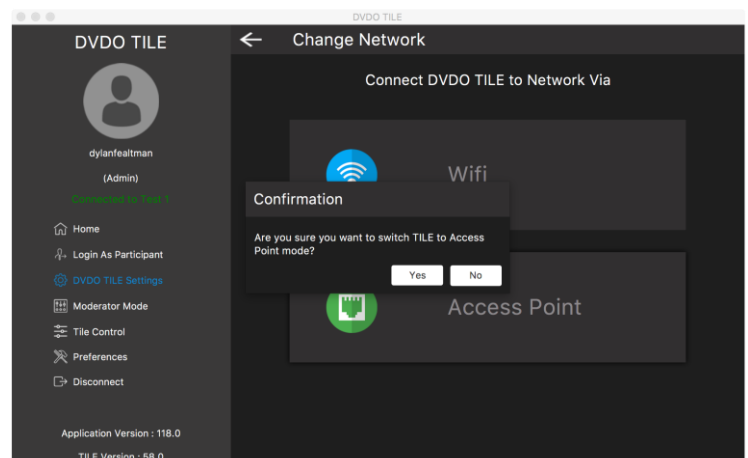 DVDO TILE
DVDO TILE
dylanfealtman
(Admin)
Connected to Test 1
Home
Login As Participant
DVDO TILE Settings
Moderator Mode
Tile Control
Preferences
Disconnect
Application Version : 118.0
TILE Version : 58.0
Change Network
Connect DVDO TILE to Network Via
Wifi
Confirmation
Are you sure you want to switch TILE to Access
Point mode?
Yes No
Access Point